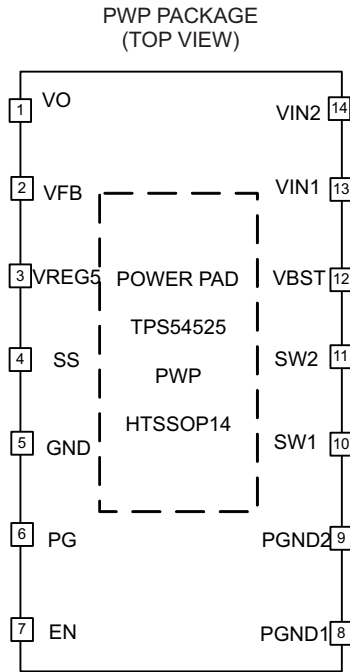 PWP PACKAGE
(TOP VIEW)
1 VO
VIN2 14
2 VFB
VIN1 13
3 VREG5
POWER PAD
VBST 12
TPS54525
4 SS
SW2 11
PWP
HTSSOP14
5 GND
SW1 10
6 PG
PGND2 9
7 EN
PGND1 8